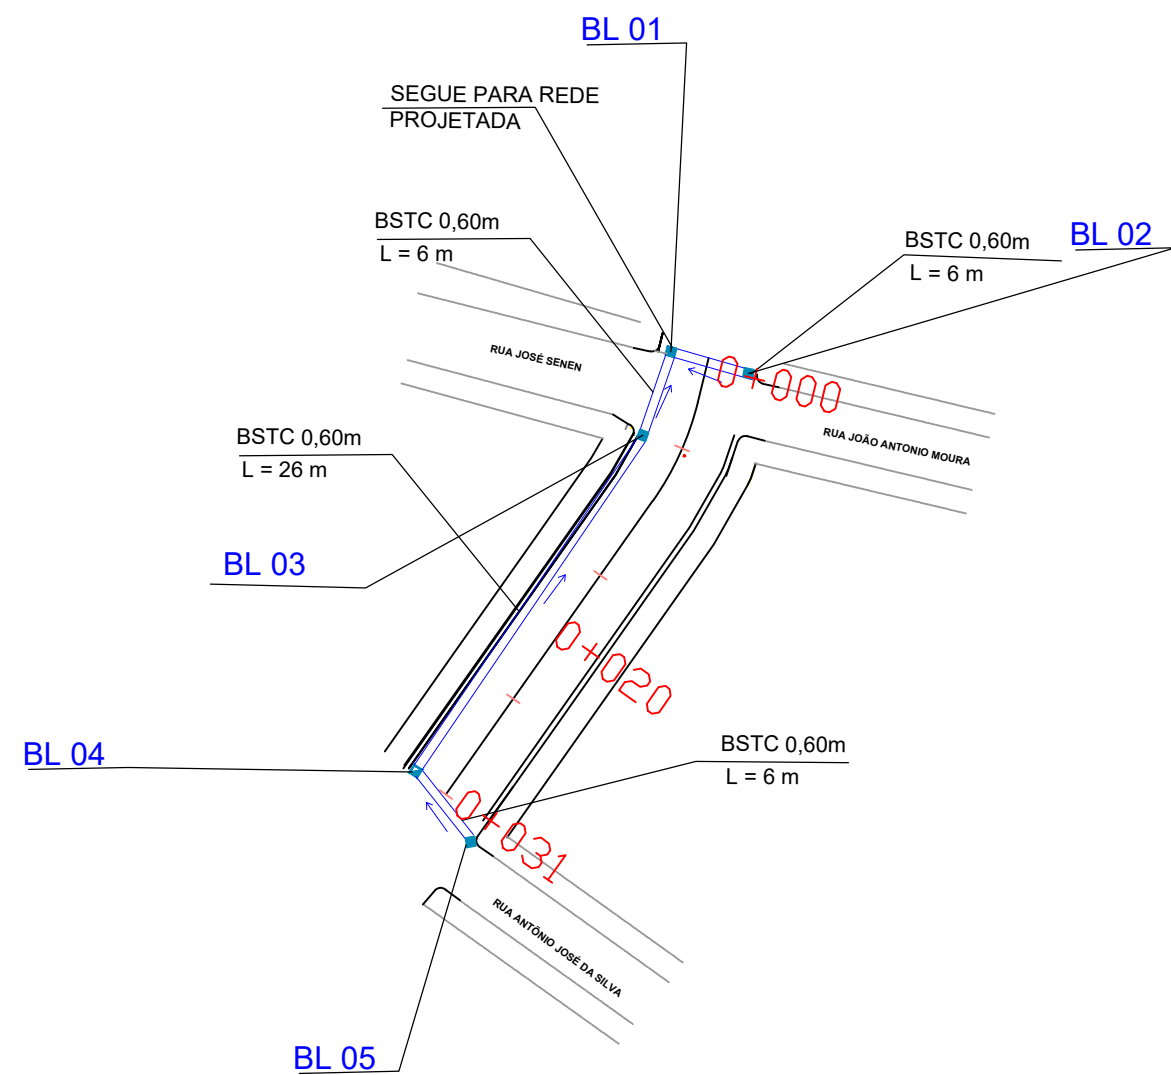 BL 01
SEGUE PARA REDE
PROJETADA
BSTC 0,60m
L = 6 m
BSTC 0,60m
L = 6 m
BL 02
RUA JOSÉ SENEN
0+000
RUA JOÃO ANTONIO MOURA
BSTC 0,60m
L = 26 m
BL 03
0+020
BL 04
BSTC 0,60m
L = 6 m
0+031
RUA ANTÔNIO JOSÉ DA SILVA
BL 05